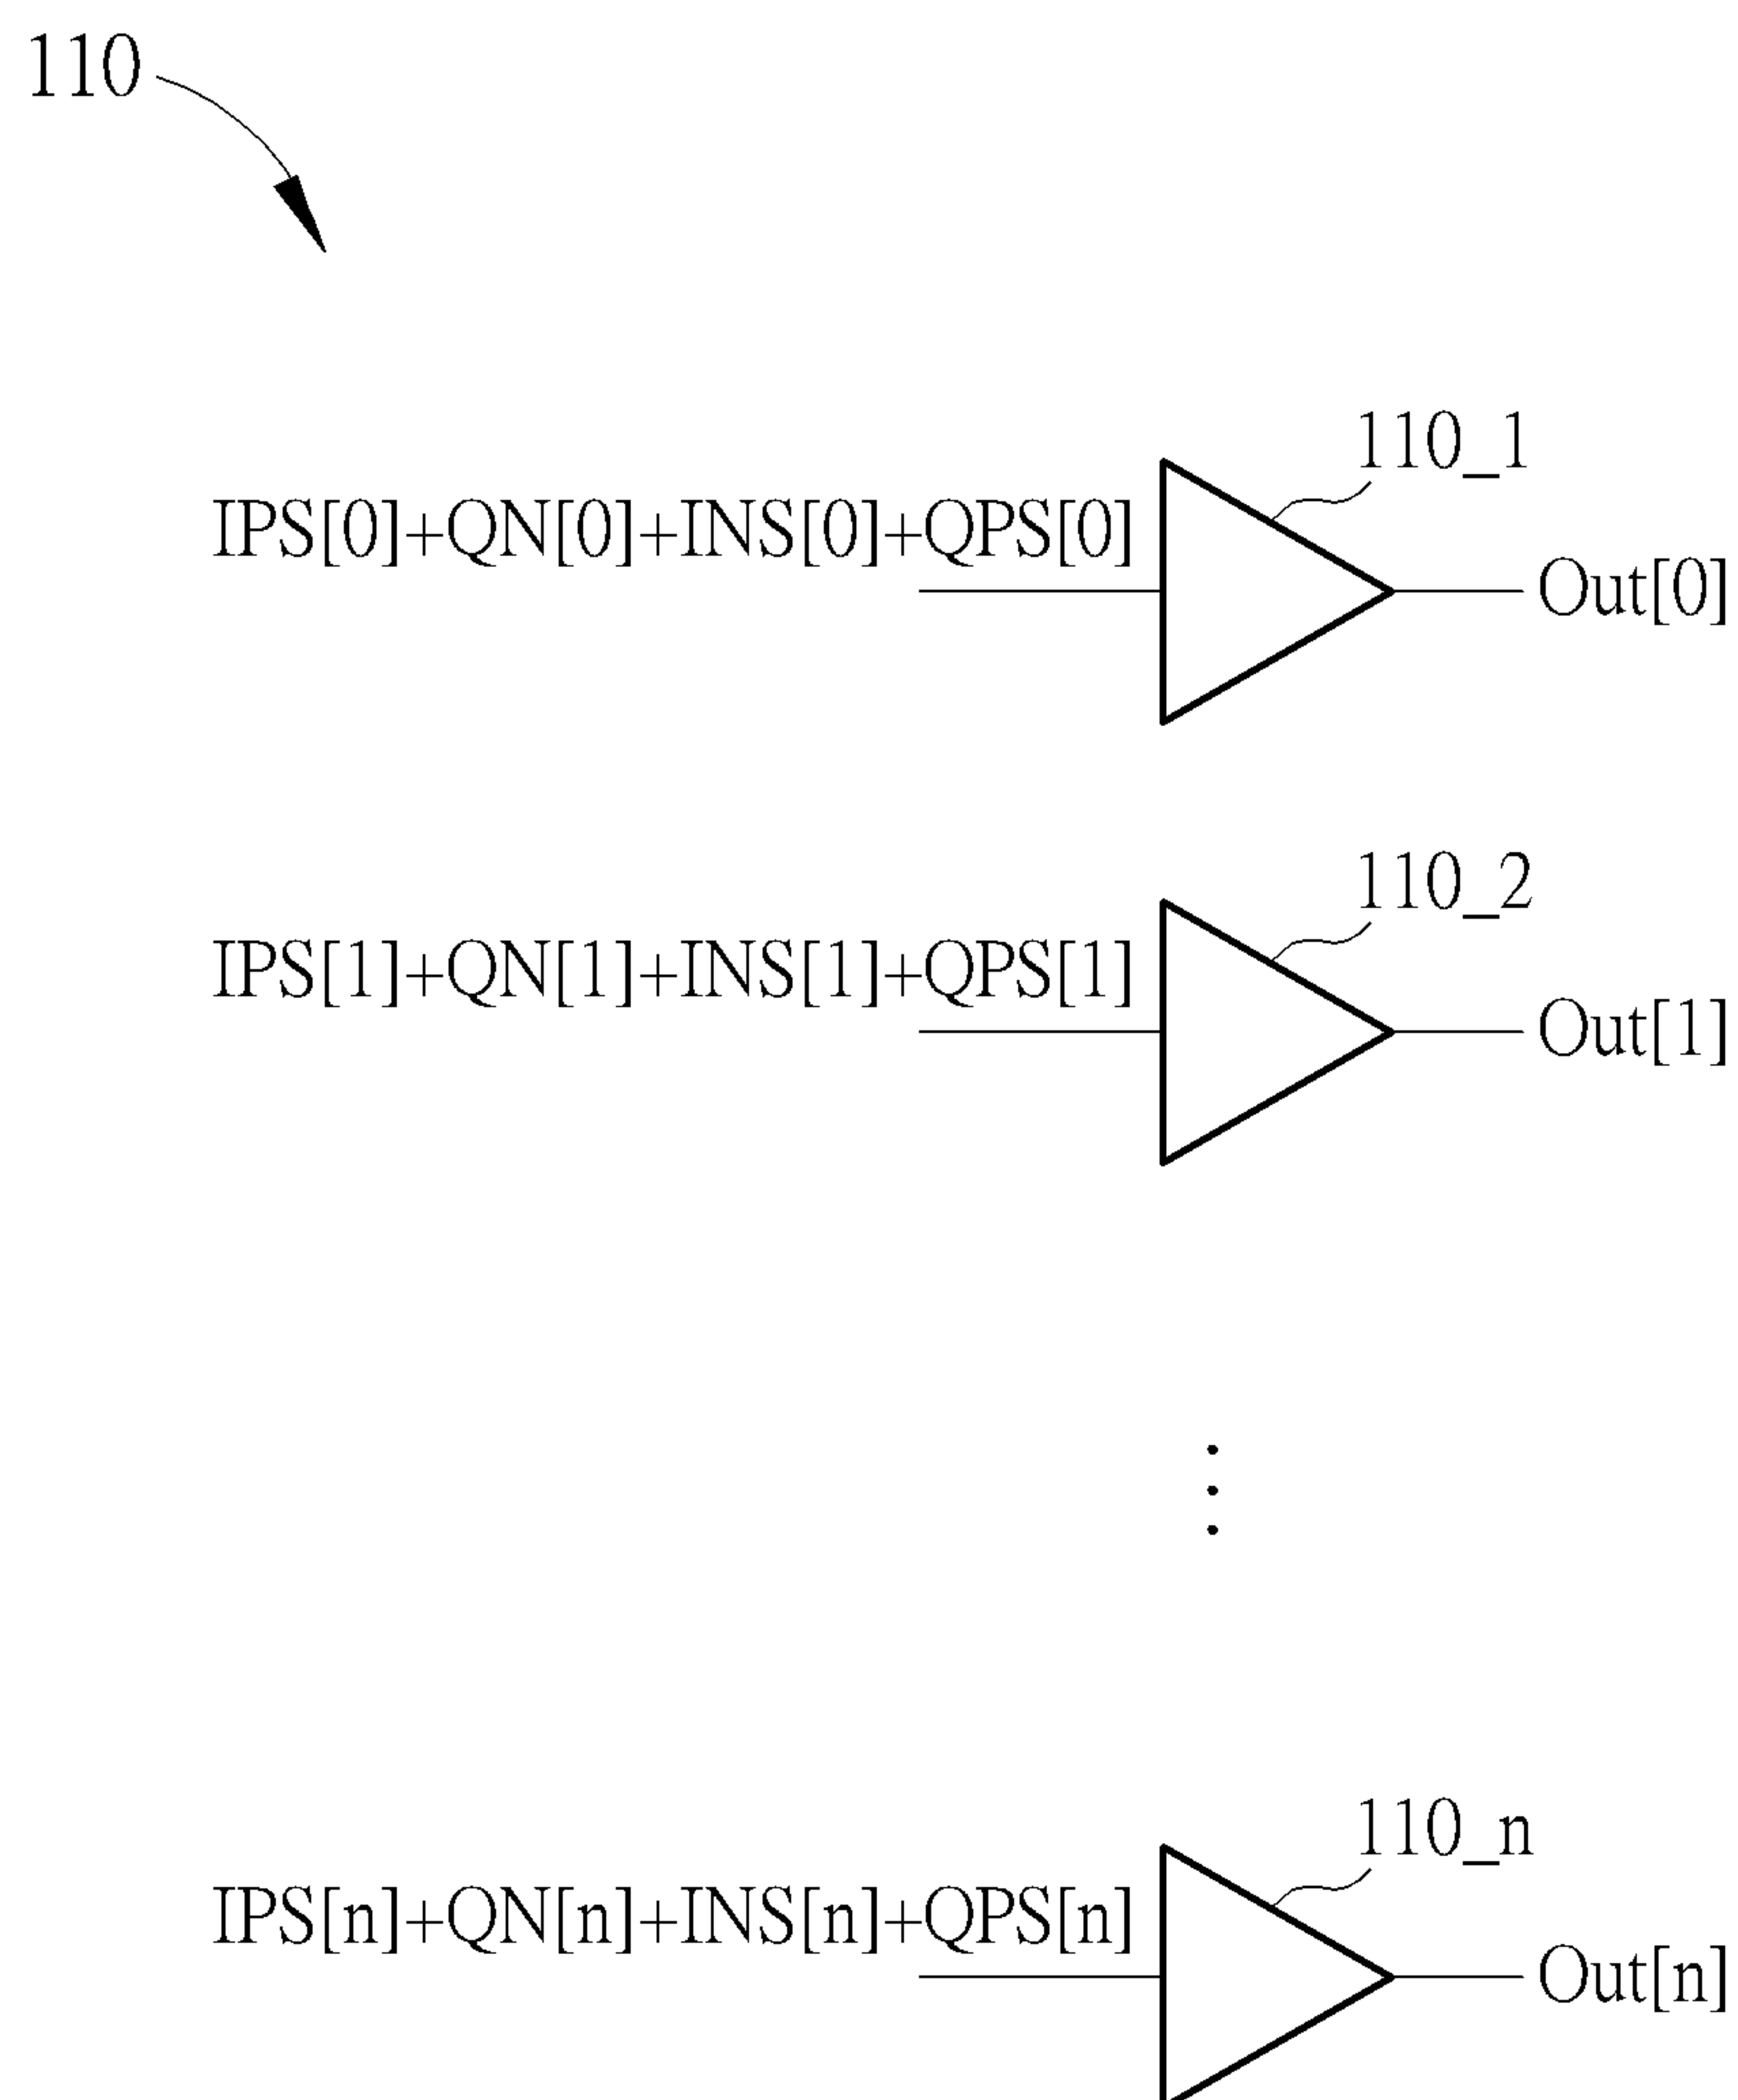 110
110_1
IPS[0]+QN[0]+INS[0]+QPS[0]
Out[0]
110_2
IPS[1]+QN[1]+INS[1]+QPS[1]
Out[1]
110_n
IPS[n]+QN[n]+INS[n]+QPS[n]
Out[n]